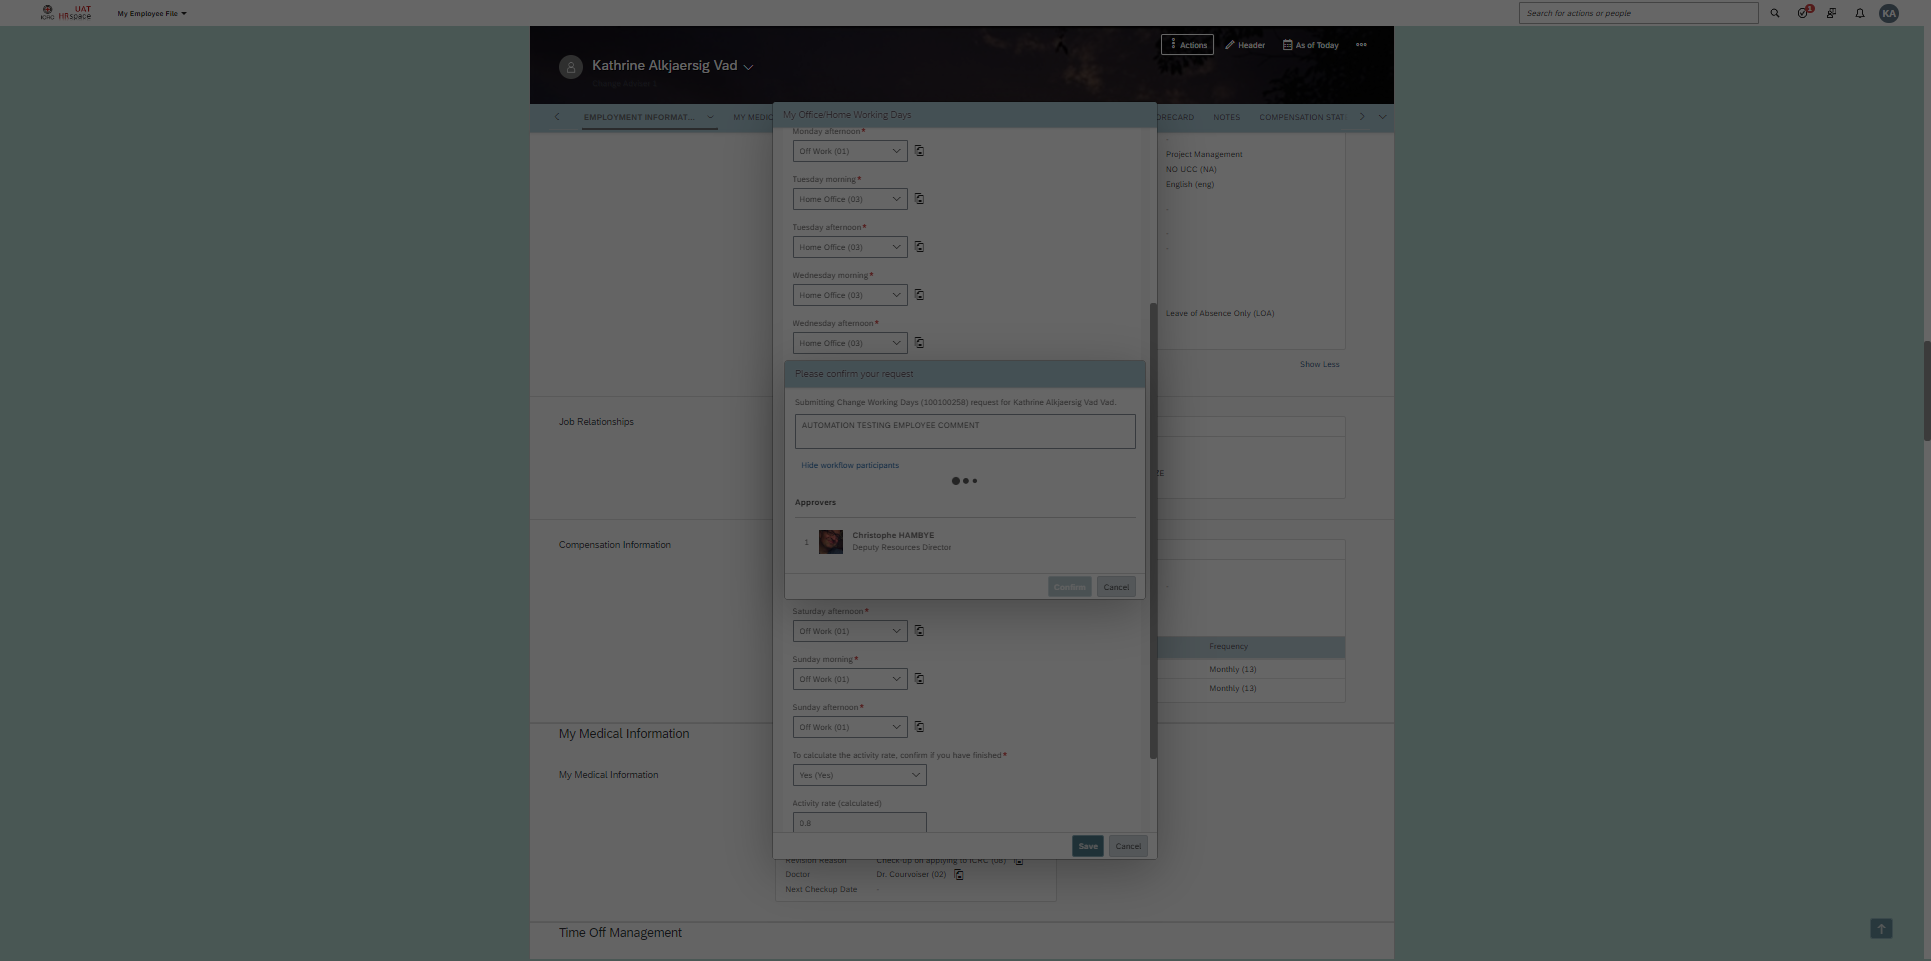 ICRC
UAT
HRspace
My Employee File
Search for actions or people
1
KA
Actions
Header
As of Today
Kathrine Alkjaersig Vad
EMPLOYMENT INFORMAT...
MY MEDIC
ORECARD
NOTES
COMPENSATION STAT
My Office/Home Working Days
Monday afternoon*
Off Work (01)
Tuesday morning*
Home Office (03)
Tuesday afternoon*
Home Office (03)
Wednesday morning*
Home Office (03)
Wednesday afternoon*
Home Office (03)
Project Management
NO UCC (NA)
English (eng)
Leave of Absence Only (LOA)
Show Less
Please confirm your request
Submitting Change Working Days (100100258) request for Kathrine Alkjaersig Vad Vad.
AUTOMATION TESTING EMPLOYEE COMMENT
Hide workflow participants
Approvers
1
Christophe HAMBYE
Deputy Resources Director
Confirm
Cancel
Job Relationships
Compensation Information
Saturday afternoon*
Off Work (01)
Sunday morning*
Off Work (01)
Sunday afternoon*
Off Work (01)
To calculate the activity rate, confirm if you have finished*
Yes (Yes)
Activity rate (calculated)
0.8
Save
Cancel
Frequency
Monthly (13)
Monthly (13)
My Medical Information
My Medical Information
Revision Reason
Check up on applying to ICRC (06)
Doctor
Dr. Courvoiser (02)
Next Checkup Date
-
Time Off Management